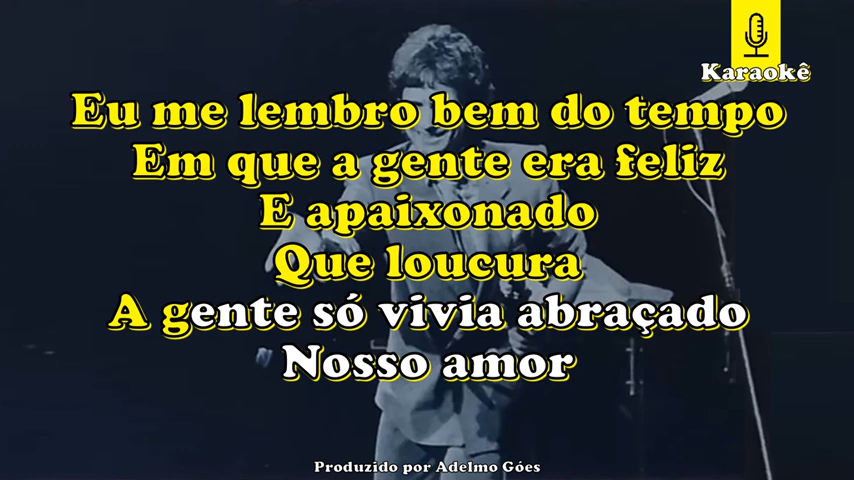 Karaokê
Eu me lembro bem do tempo
Em que a gente era feliz
E apaixonado
Que loucura
A gente só vivia abraçado
Nosso amor
Produzido por Adelmo Góes